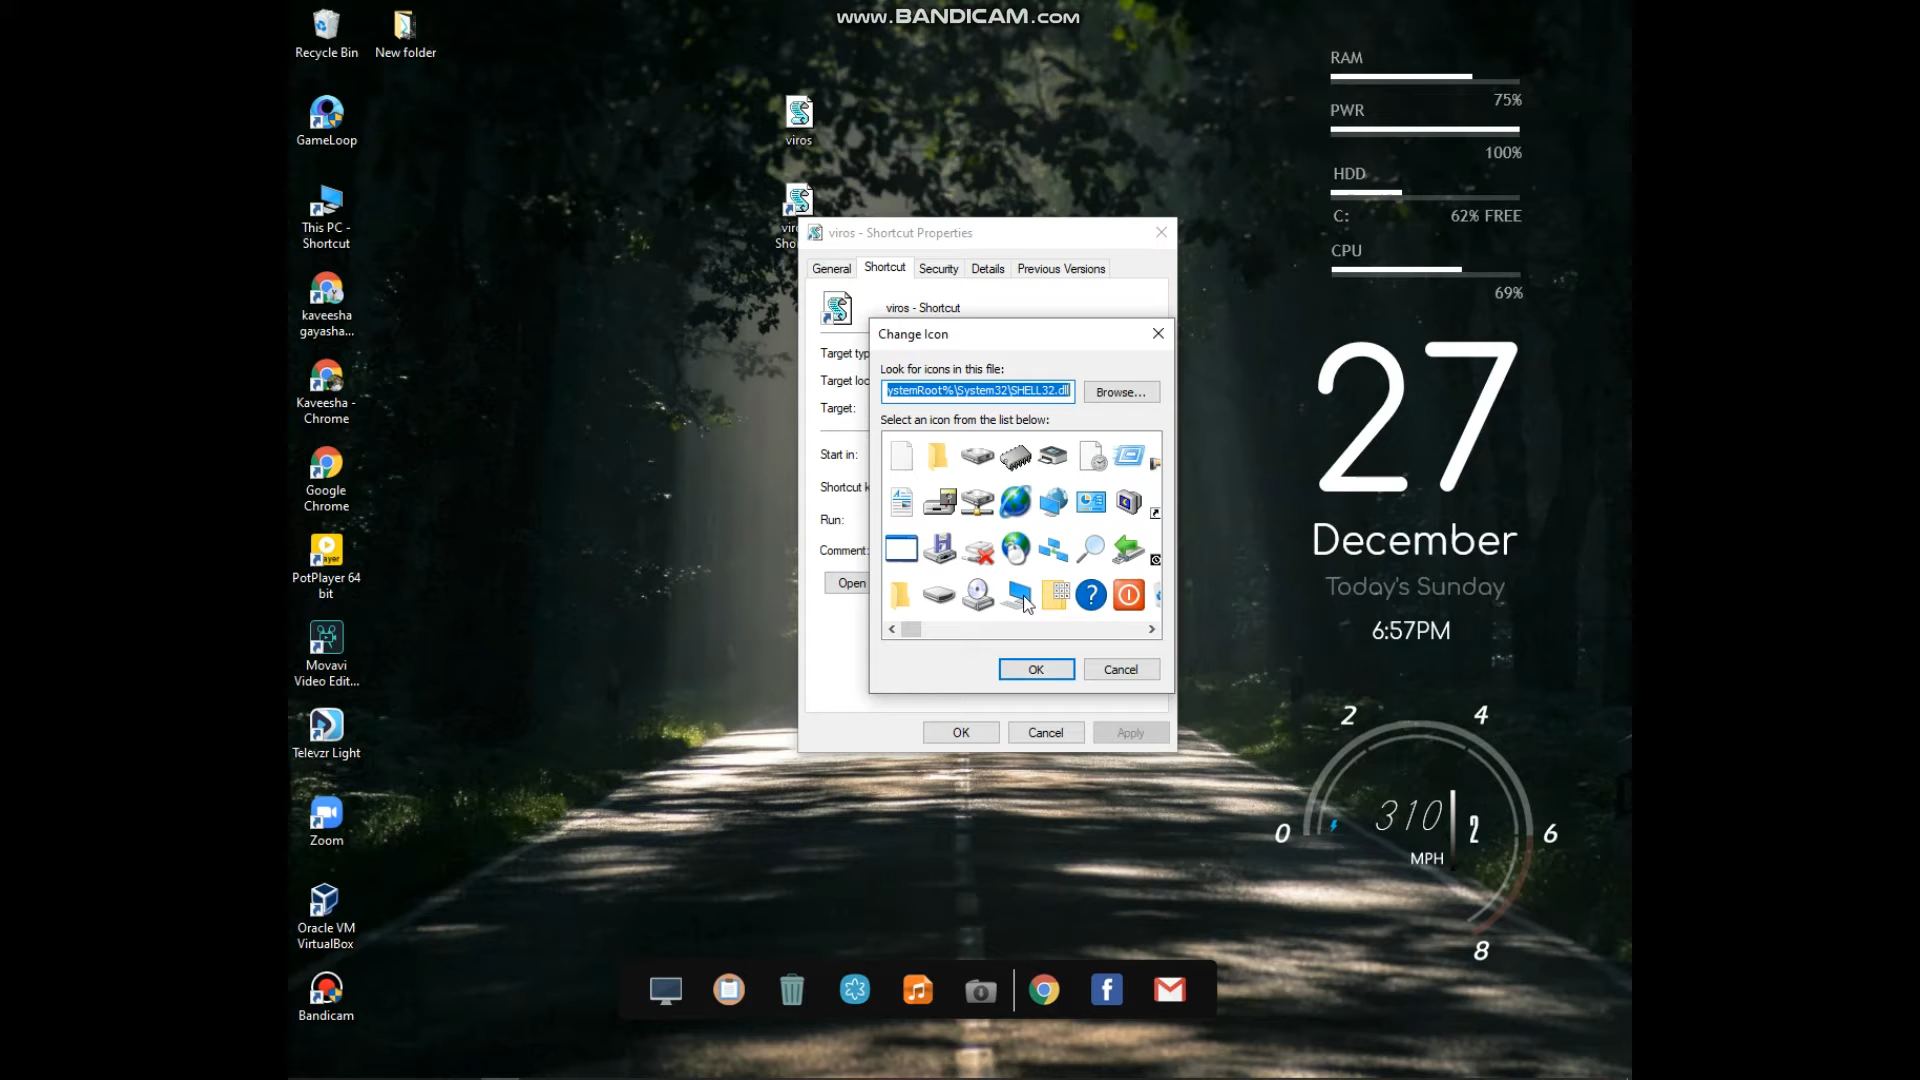 www.BANDICAM.com
Recycle Bin
New folder
GameLoop
This PC -
Shortcut
kaveesha
gayasha...
Kaveesha -
Chrome
Google
Chrome
PotPlayer 64
bit
Movavi
Video Edit...
Televzr Light
Zoom
Oracle VM
VirtualBox
Bandicam
viros
viros - Shortcut Properties
General
Shortcut
Security
Details
Previous Versions
viros - Shortcut
Target:
Start in:
Run:
Comment:
Open
Change Icon
Look for icons in this file:
ystemRoot%\System32\SHELL32.dll
Browse...
Select an icon from the list below:
OK
Cancel
OK
Cancel
Apply
RAM
75%
PWR
100%
HDD
C:
62% FREE
CPU
69%
27
December
Today's Sunday
6:57PM
0
2
4
6
8
310
2
MPH